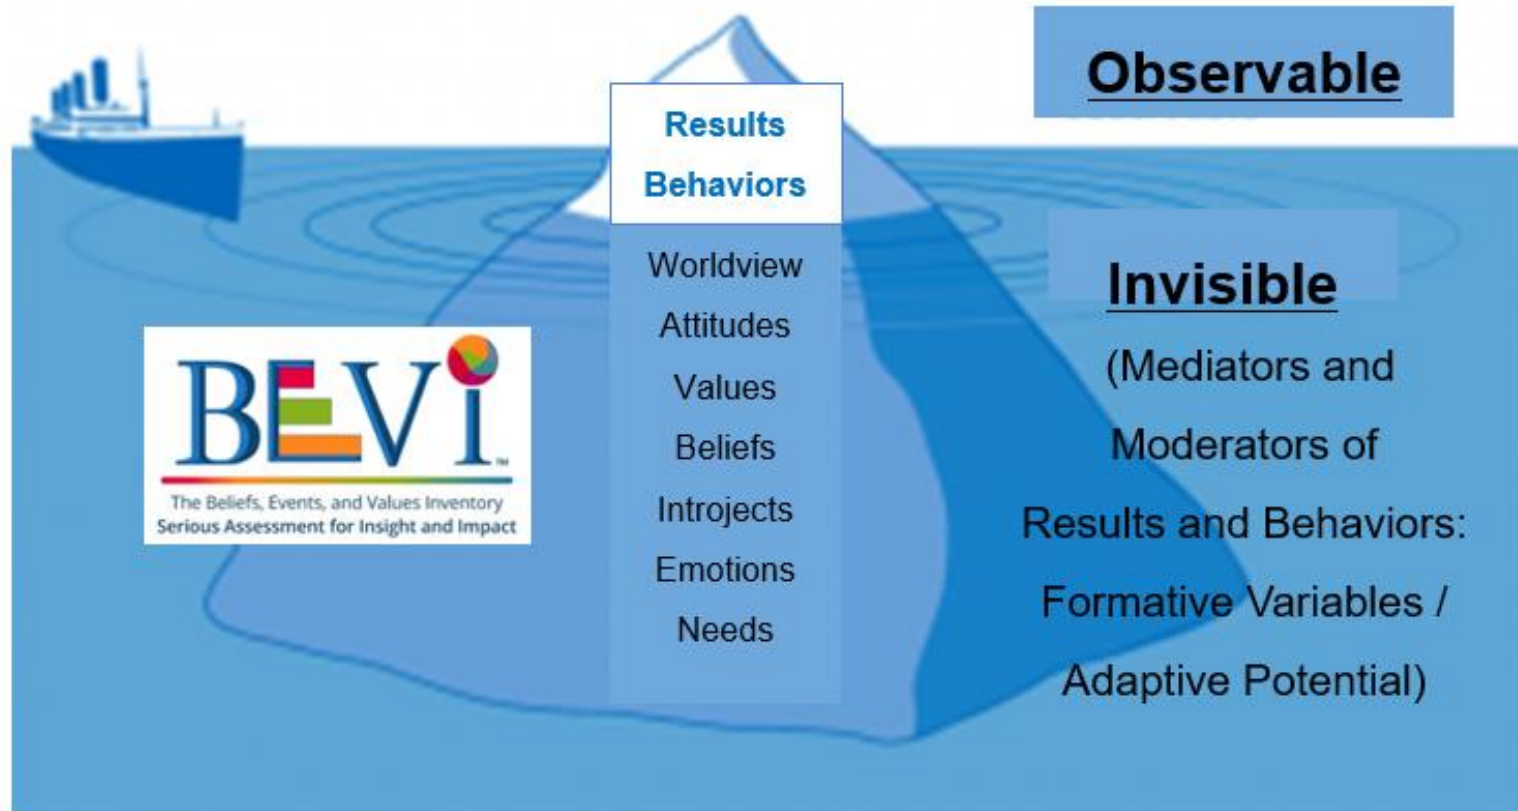 Observable
Results
Behaviors
Worldview
Attitudes
Values
Beliefs
Introjects
Emotions
Needs
BEVi™
The Beliefs, Events, and Values Inventory
Serious Assessment for Insight and Impact
Invisible
(Mediators and
Moderators of
Results and Behaviors:
Formative Variables /
Adaptive Potential)